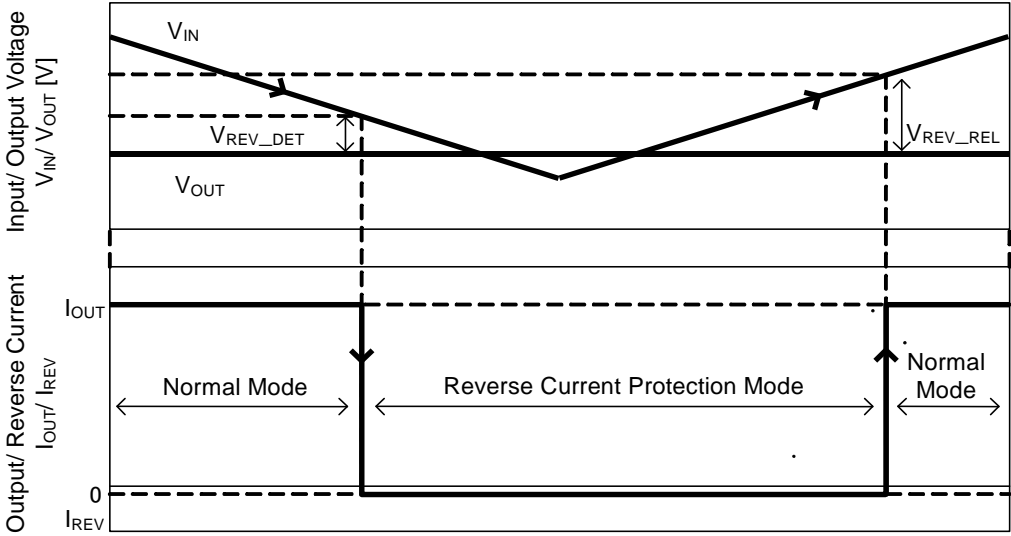 Input/ Output Voltage
VIN/ VOUT [V]
VIN
VREV_DET
VREV_REL
VOUT
Output/ Reverse Current
IOUT/ IREV
IOUT
Normal Mode
Reverse Current Protection Mode
Normal
Mode
0
IREV